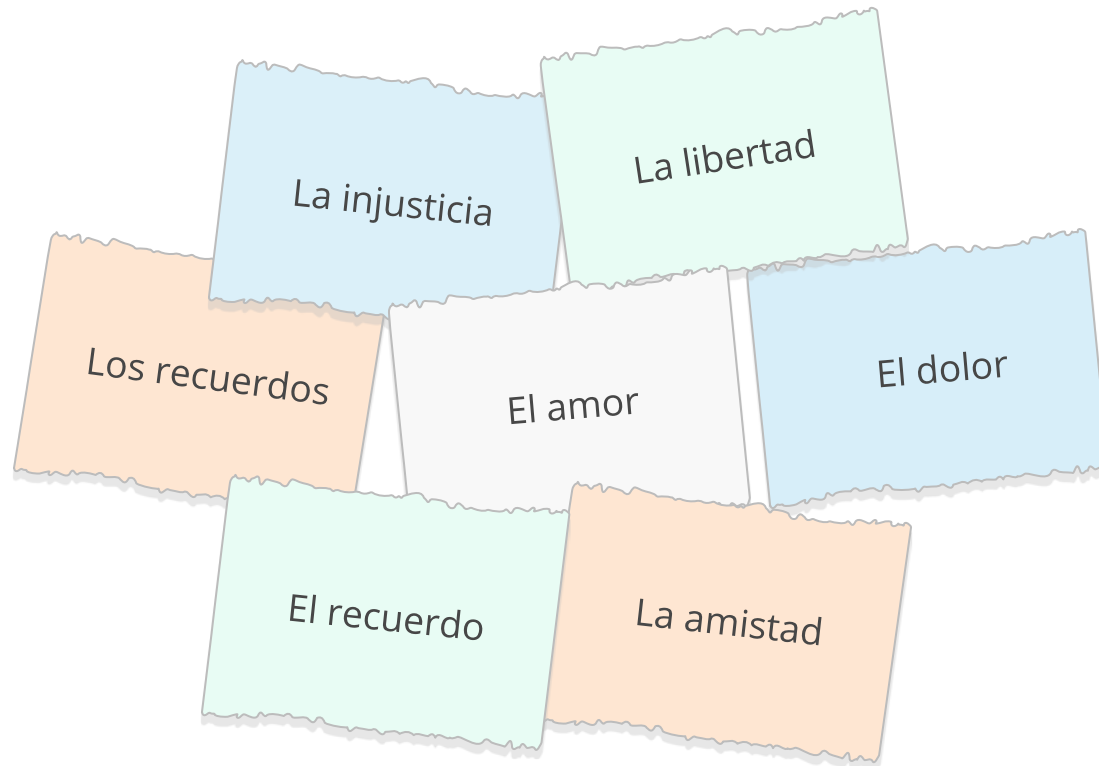 La libertad
La injusticia
Los recuerdos
El amor
El dolor
El recuerdo
La amistad